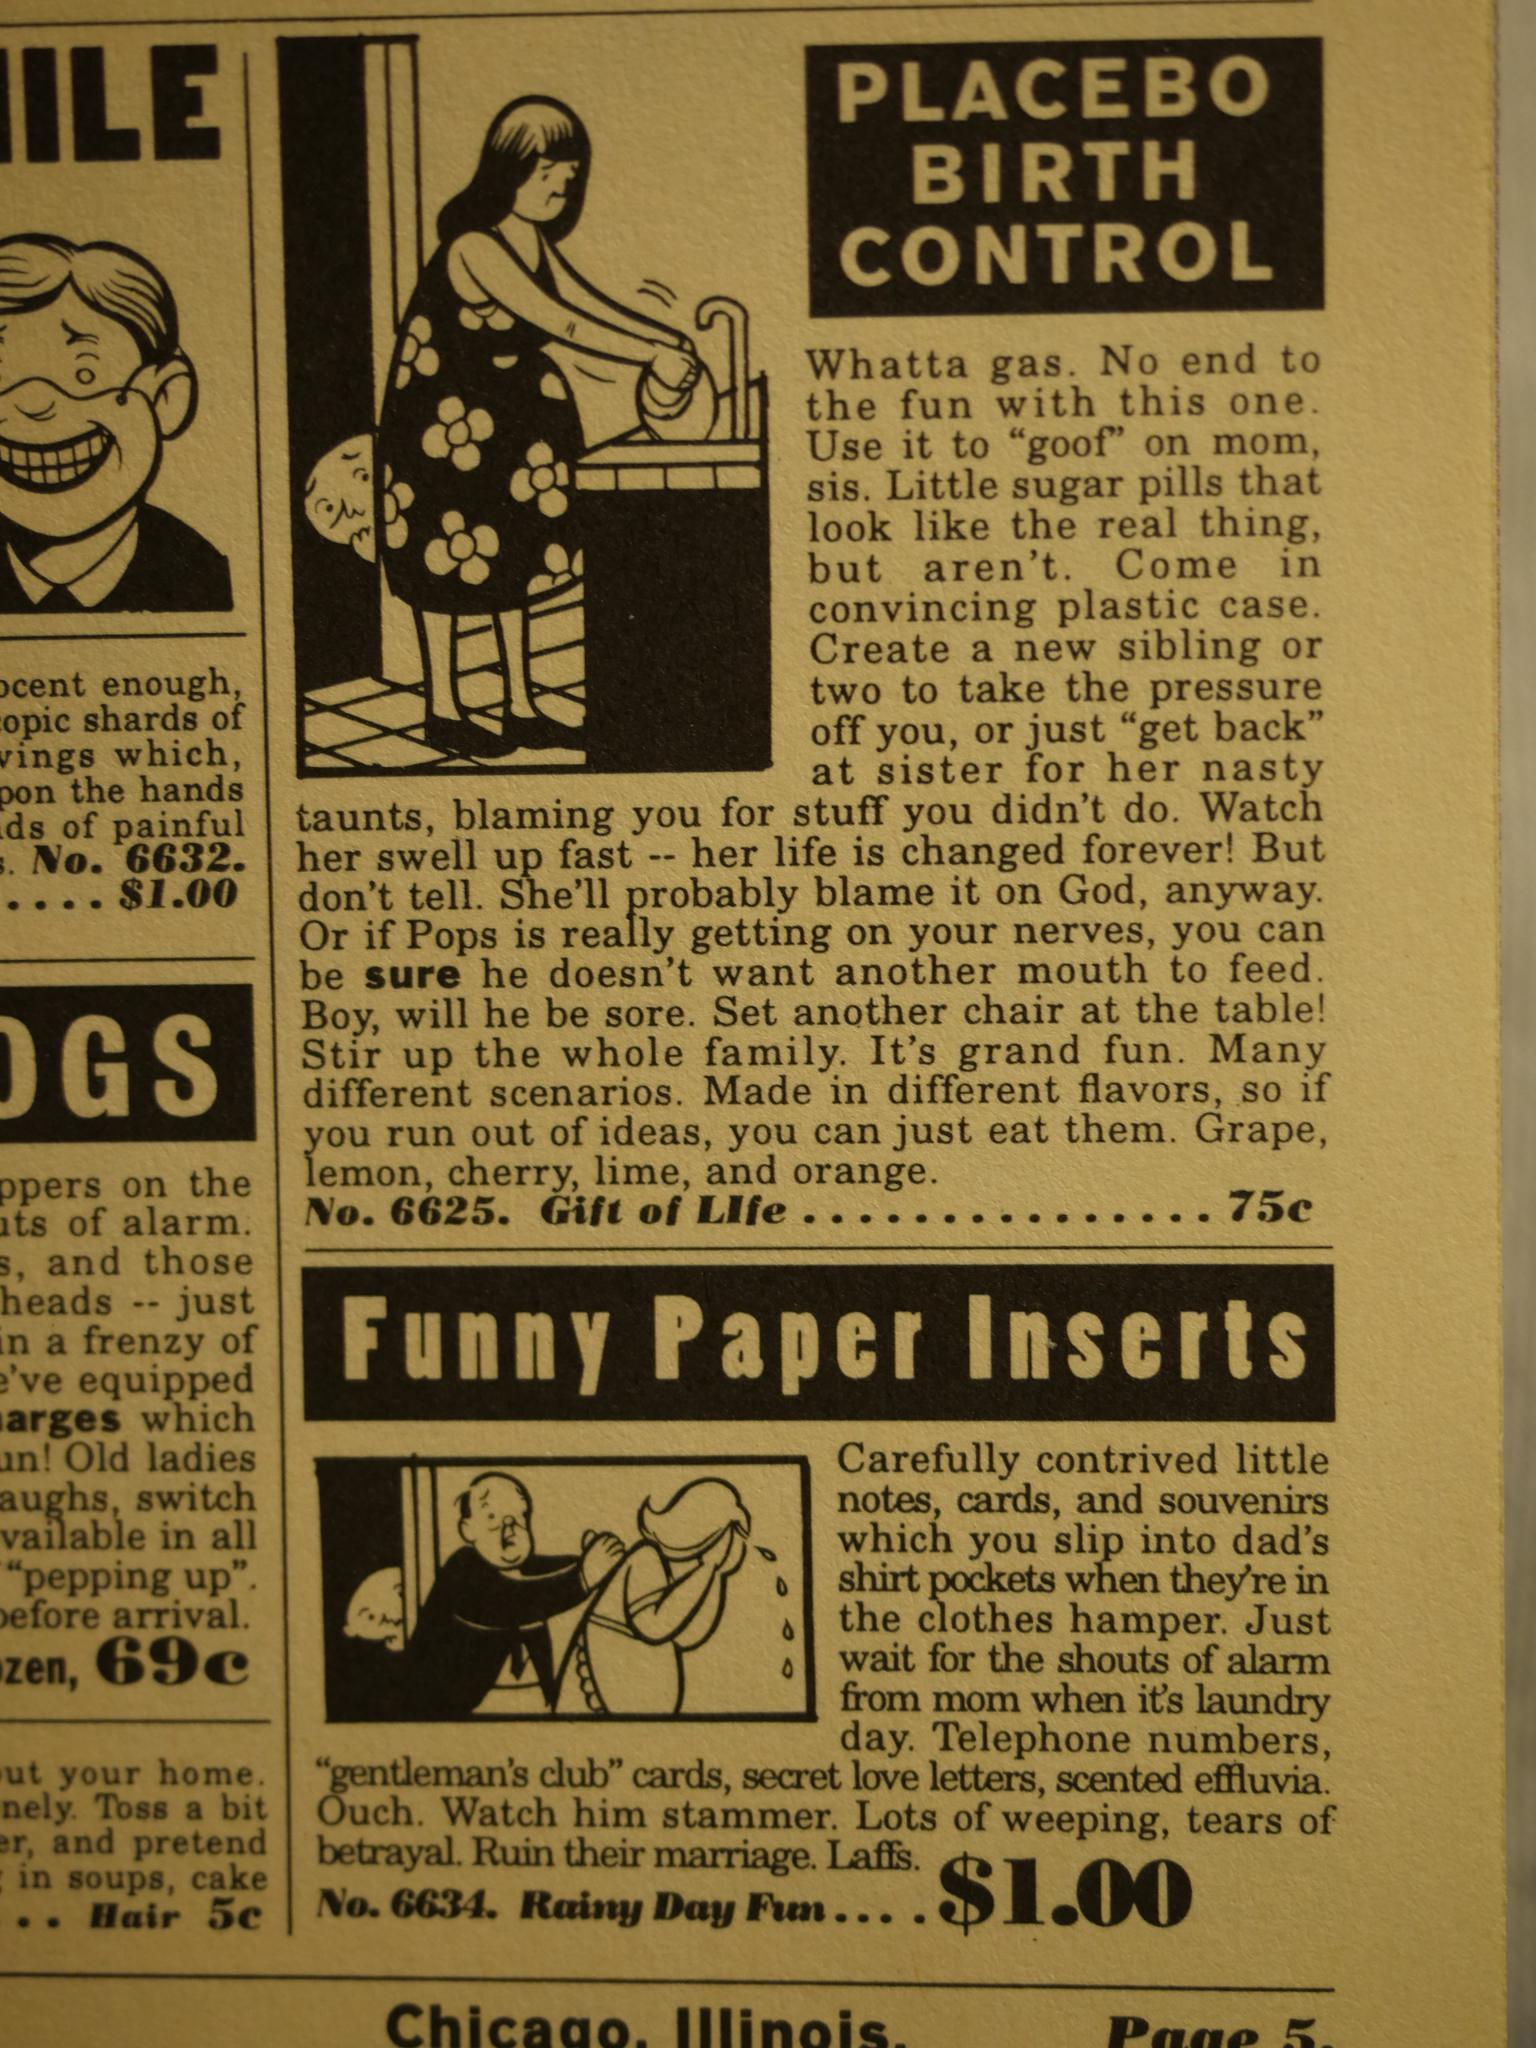 ILE
ocent enough,
copic shards of
vings which,
pon the hands
ds of painful
s. No. 6632.
.... $1.00
OGS
ppers on the
uts of alarm.
s, and those
heads -- just
in a frenzy of
e've equipped
harges which
un! Old ladies
aughs, switch
vailable in all
"pepping up".
before arrival.
ozen, 69c
out your home.
nely. Toss a bit
er, and pretend
g in soups, cake
... Hair 5c
PLACEBO
BIRTH
CONTROL
Whatta gas. No end to
the fun with this one.
Use it to “goof” on mom,
sis. Little sugar pills that
look like the real thing,
but aren't. Come in
convincing plastic case.
Create a new sibling or
two to take the pressure
off you, or just “get back”
at sister for her nasty
taunts, blaming you for stuff you didn't do. Watch
her swell up fast -- her life is changed forever! But
don't tell. She'll probably blame it on God, anyway.
Or if Pops is really getting on your nerves, you can
be sure he doesn't want another mouth to feed.
Boy, will he be sore. Set another chair at the table!
Stir up the whole family. It's grand fun. Many
different scenarios. Made in different flavors, so if
you run out of ideas, you can just eat them. Grape,
lemon, cherry, lime, and orange.
No. 6625. Gift of LIfe ................ 75c
Funny Paper Inserts
Carefully contrived little
notes, cards, and souvenirs
which you slip into dad's
shirt pockets when they're in
the clothes hamper. Just
wait for the shouts of alarm
from mom when it's laundry
day. Telephone numbers,
“gentleman's club” cards, secret love letters, scented effluvia.
Ouch. Watch him stammer. Lots of weeping, tears of
betrayal. Ruin their marriage. Laffs.
No. 6634. Rainy Day Fun .... $1.00
Chicago, Illinois. Page 5.